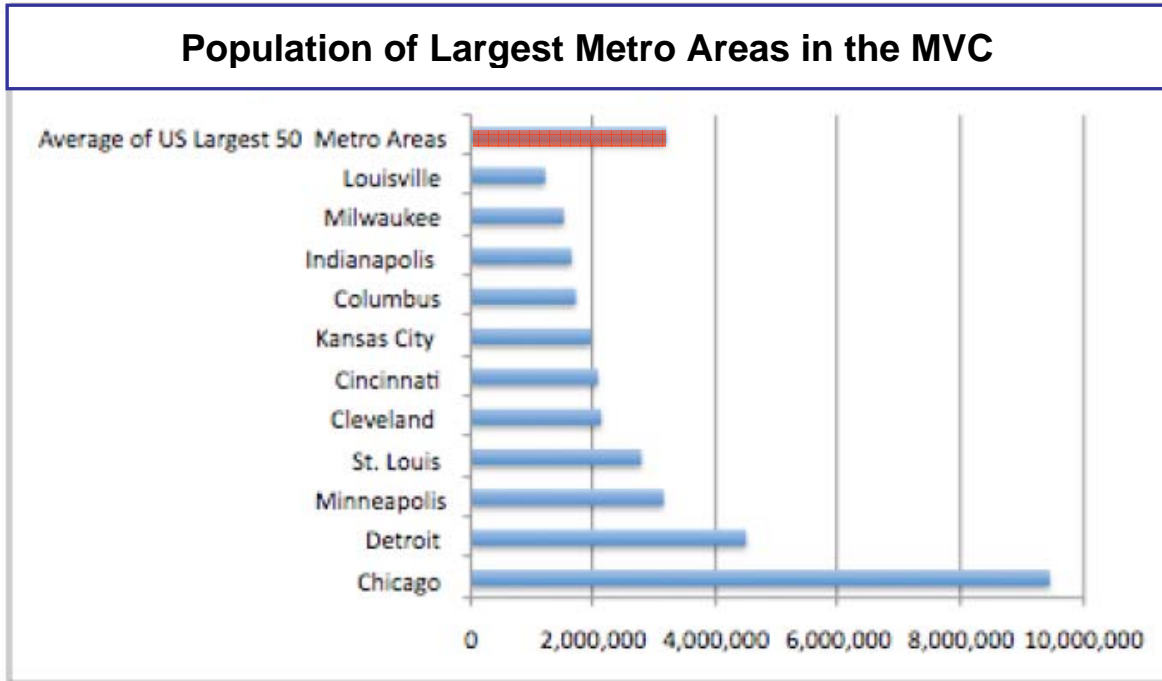 Population of Largest Metro Areas in the MVC
Average of US Largest 50 Metro Areas
Louisville
Milwaukee
Indianapolis
Columbus
Kansas City
Cincinnati
Cleveland
St. Louis
Minneapolis
Detroit
Chicago
0 2,000,000 4,000,000 6,000,000 8,000,000 10,000,000